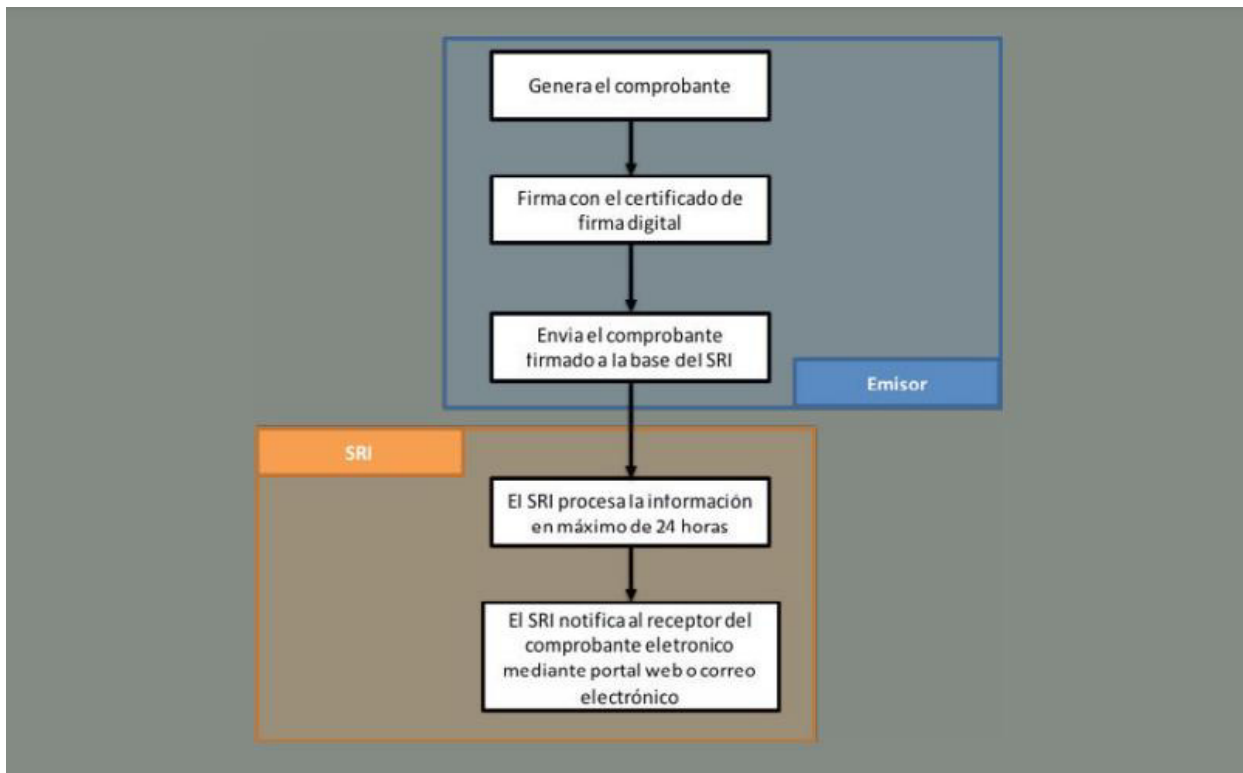 Genera el comprobante
Firma con el certificado de
firma digital
Envia el comprobante
firmado a la base del SRI
Emisor
SRI
El SRI procesa la información
en máximo de 24 horas
El SRI notifica al receptor del
comprobante eletronico
mediante portal web o correo
electrónico